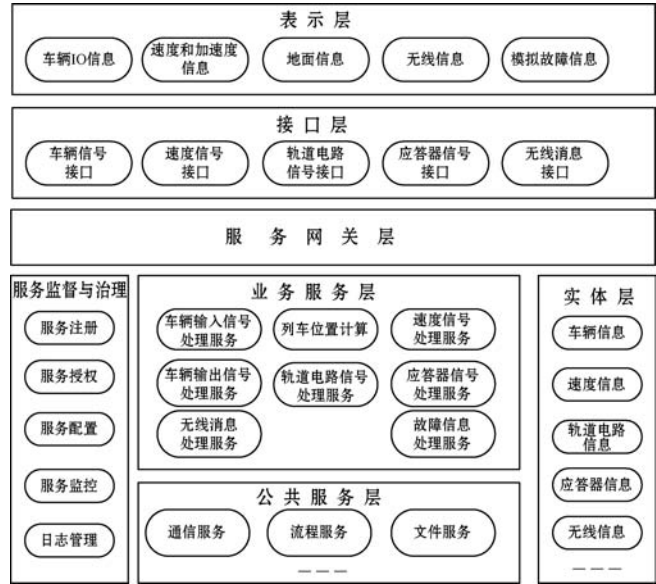 表示层
车辆IO信息
速度和加速度
信息
地面信息
无线信息
模拟故障信息
接口层
车辆信号
接口
速度信号
接口
轨道电路
信号接口
应答器信号
接口
无线消息
接口
服务网关层
服务监督与治理
服务注册
服务授权
服务配置
服务监控
日志管理
业务服务层
车辆输入信号
处理服务
列车位置计算
速度信号
处理服务
车辆输出信号
处理服务
轨道电路信号
处理服务
应答器信号
处理服务
无线消息
处理服务
故障信息
处理服务
公共服务层
通信服务
流程服务
文件服务
———
实体层
车辆信息
速度信息
轨道电路
信息
应答器信息
无线信息
———